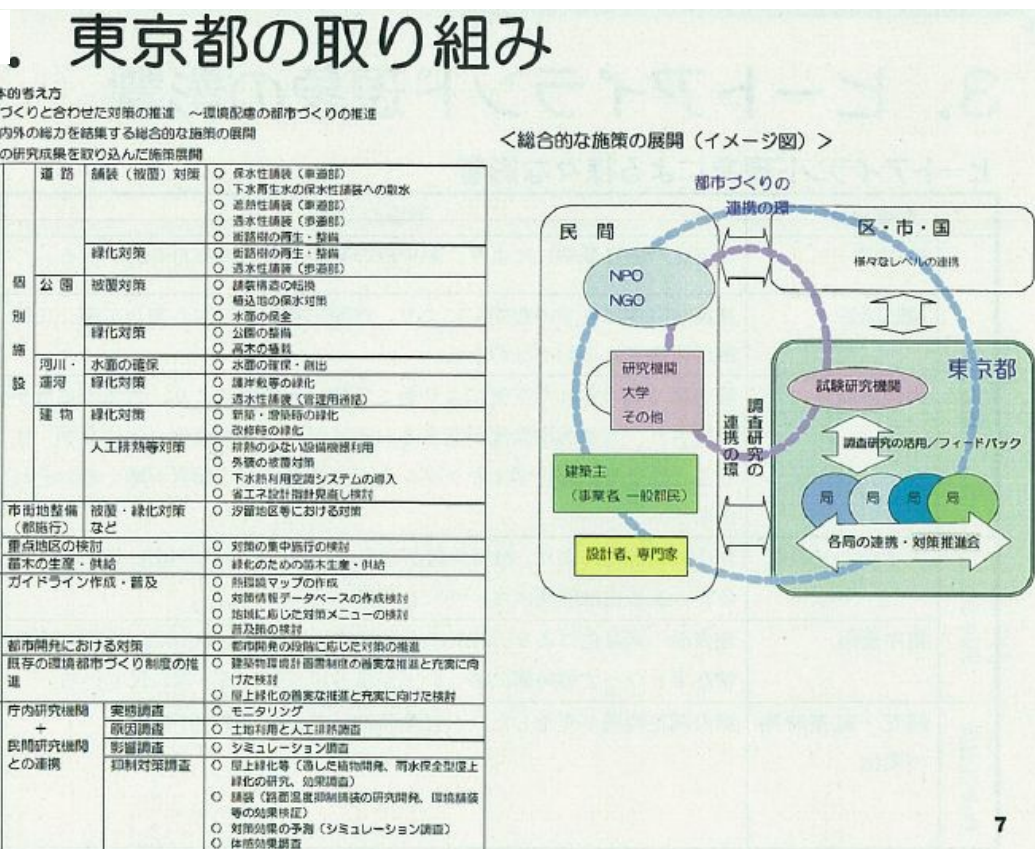 . 東京都の取り組み
本的考え方
づくりと合わせた対策の推進 ～環境配慮の都市づくりの推進
内外の総力を結集する総合的な施策の展開
の研究成果を取り込んだ施策展開
個別施設
道路 舗装（被覆）対策
○ 保水性舗装（車道部）
○ 下水再生水の保水性舗装への散水
○ 遮熱性舗装（車道部）
○ 透水性舗装（歩道部）
○ 街路樹の再生・整備
緑化対策
○ 街路樹の再生・整備
○ 透水性舗装（歩道部）
公園 被覆対策
○ 舗装構造の転換
○ 植込地の保水対策
○ 水面の保全
緑化対策
○ 公園の整備
○ 高木の植栽
河川・運河 水面の確保
○ 水面の確保・創出
緑化対策
○ 護岸敷等の緑化
○ 透水性舗装（管理用通路）
建物 緑化対策
○ 新築・増築時の緑化
○ 改修時の緑化
人工排熱等対策
○ 排熱の少ない設備機器利用
○ 外壁の被覆対策
○ 下水熱利用空調システムの導入
○ 省エネ設計指針見直し検討
市街地整備（都施行） 被覆・緑化対策など
○ 汐留地区等における対策
重点地区の検討
○ 対策の集中施行の検討
苗木の生産・供給
○ 緑化のための苗木生産・供給
ガイドライン作成・普及
○ 熱環境マップの作成
○ 対策情報データベースの作成検討
○ 地域に応じた対策メニューの検討
○ 普及策の検討
都市開発における対策
○ 都市開発の段階に応じた対策の推進
既存の環境都市づくり制度の推進
○ 建築物環境計画書制度の着実な推進と充実に向
けた検討
○ 屋上緑化の着実な推進と充実に向けた検討
庁内研究機関
＋
民間研究機関
との連携
実態調査
○ モニタリング
原因調査
○ 土地利用と人工排熱調査
影響調査
○ シミュレーション調査
抑制対策調査
○ 屋上緑化等（適した植物開発、雨水保全型屋上
緑化の研究、効果調査）
○ 舗装（路面温度抑制舗装の研究開発、環境舗装
等の効果検証）
○ 対策効果の予測（シミュレーション調査）
○ 体感効果調査
＜総合的な施策の展開（イメージ図）＞
都市づくりの
連携の環
民間
NPO
NGO
研究機関
大学
その他
建築主
（事業者 一般都民）
設計者、専門家
区・市・国
様々なレベルの連携
調査研究の
連携の環
東京都
試験研究機関
調査研究の活用／フィードバック
局 局 局 局
各局の連携・対策推進会
7